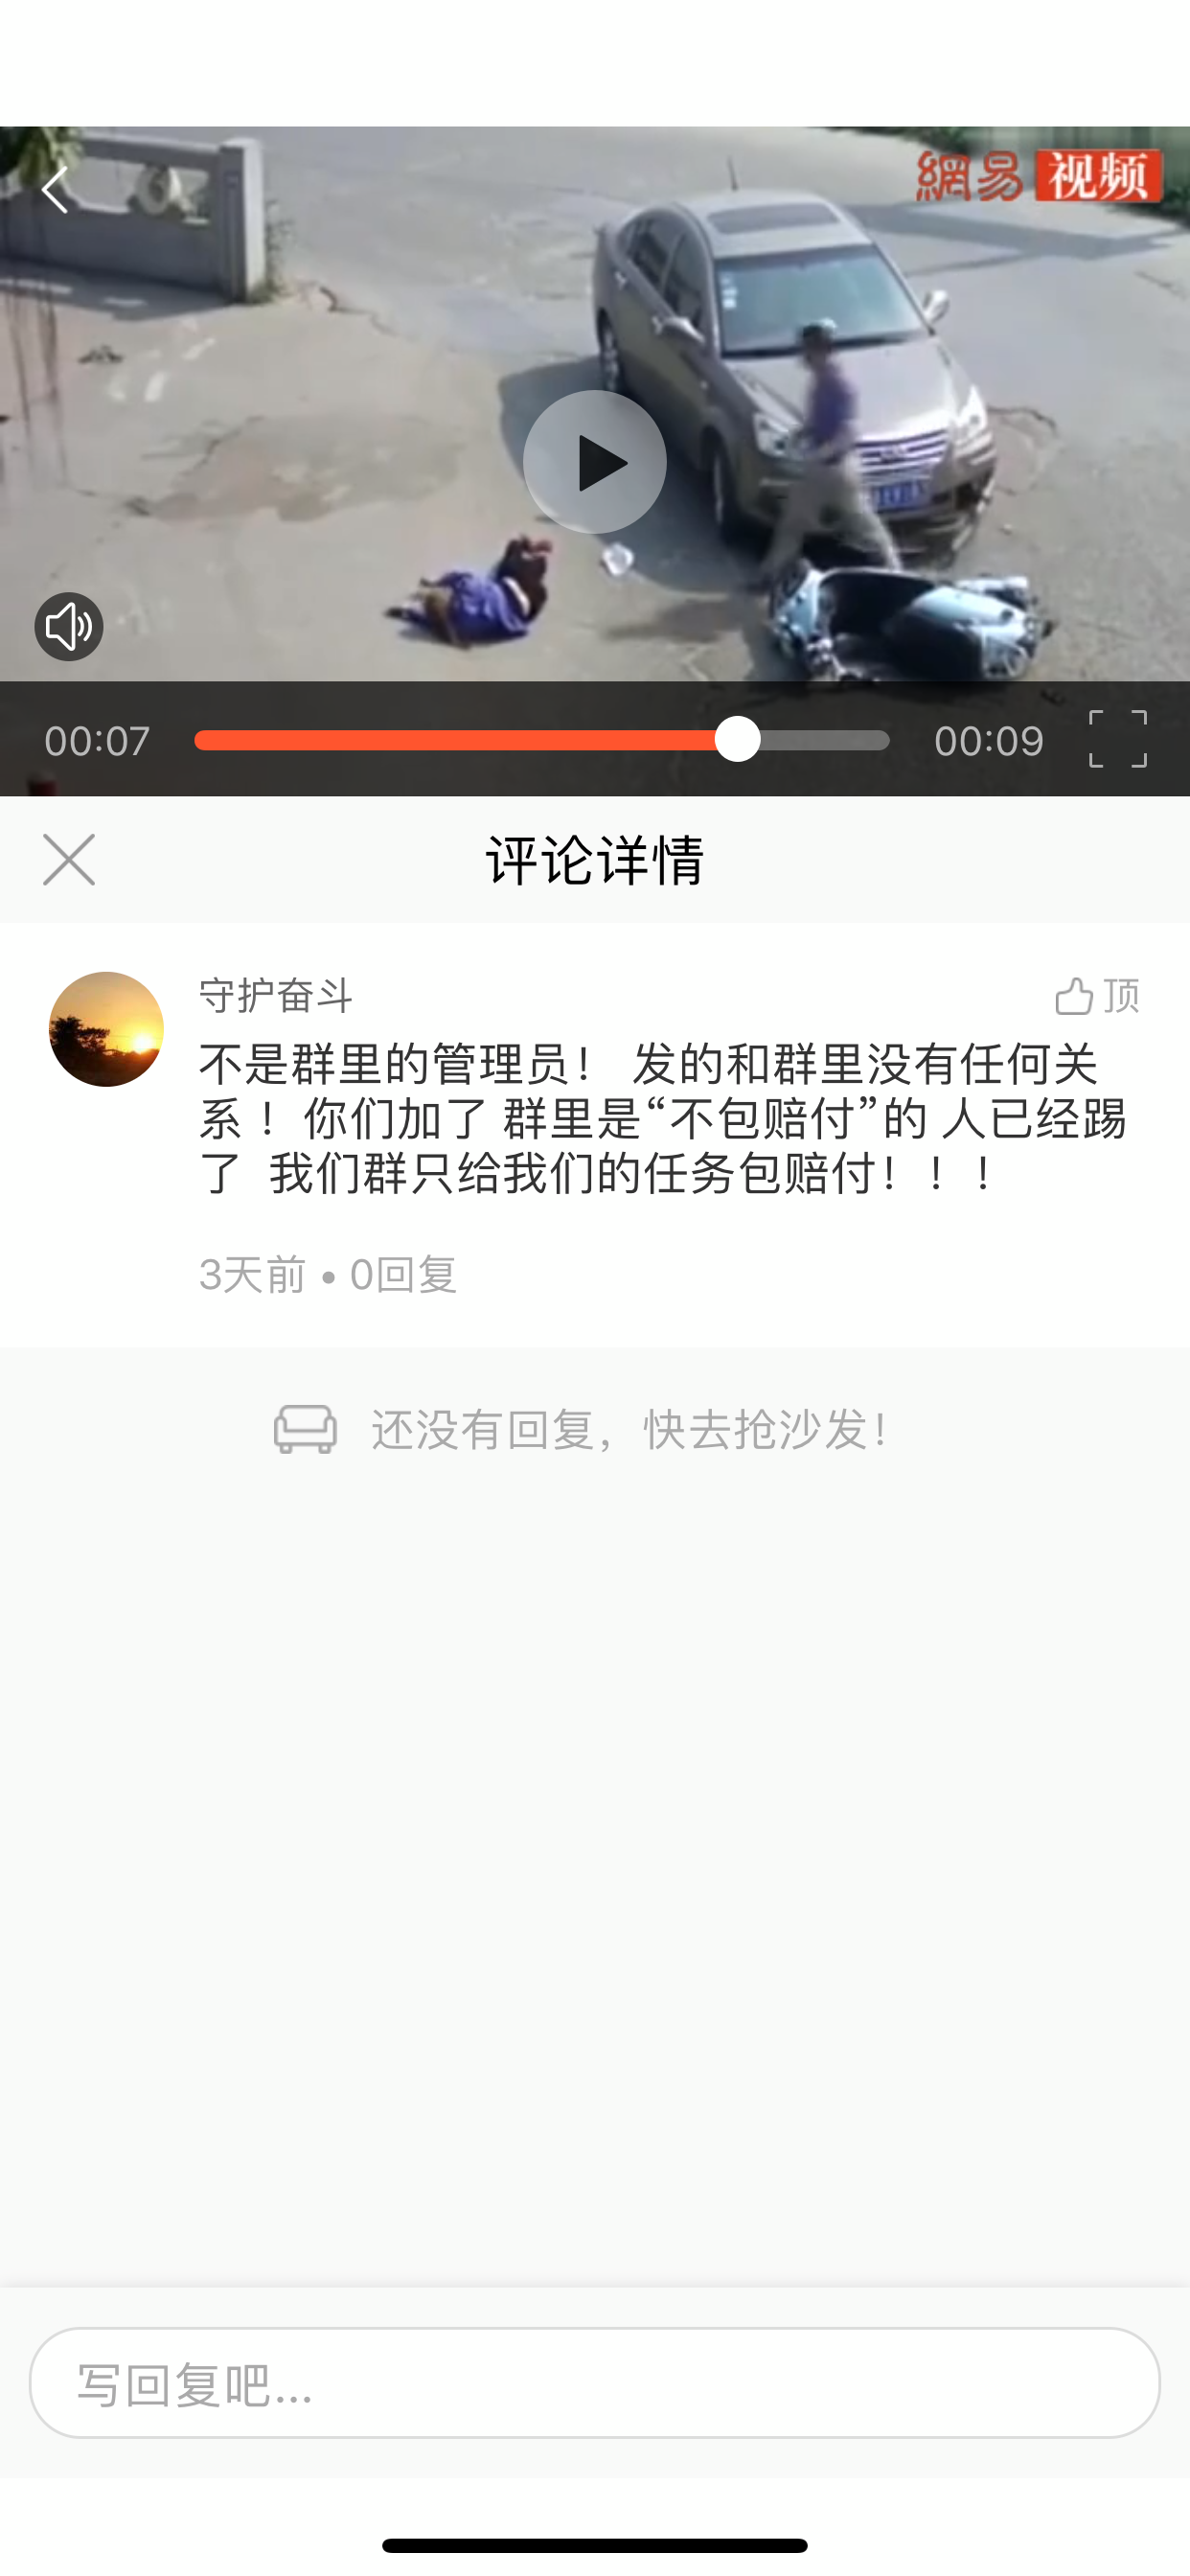 網易 视频
00:07
00:09
评论详情
守护奋斗
顶
不是群里的管理员！ 发的和群里没有任何关
系 ！ 你们加了 群里是“不包赔付”的 人已经踢
了 我们群只给我们的任务包赔付！！！
3天前 • 0回复
还没有回复，快去抢沙发！
写回复吧...